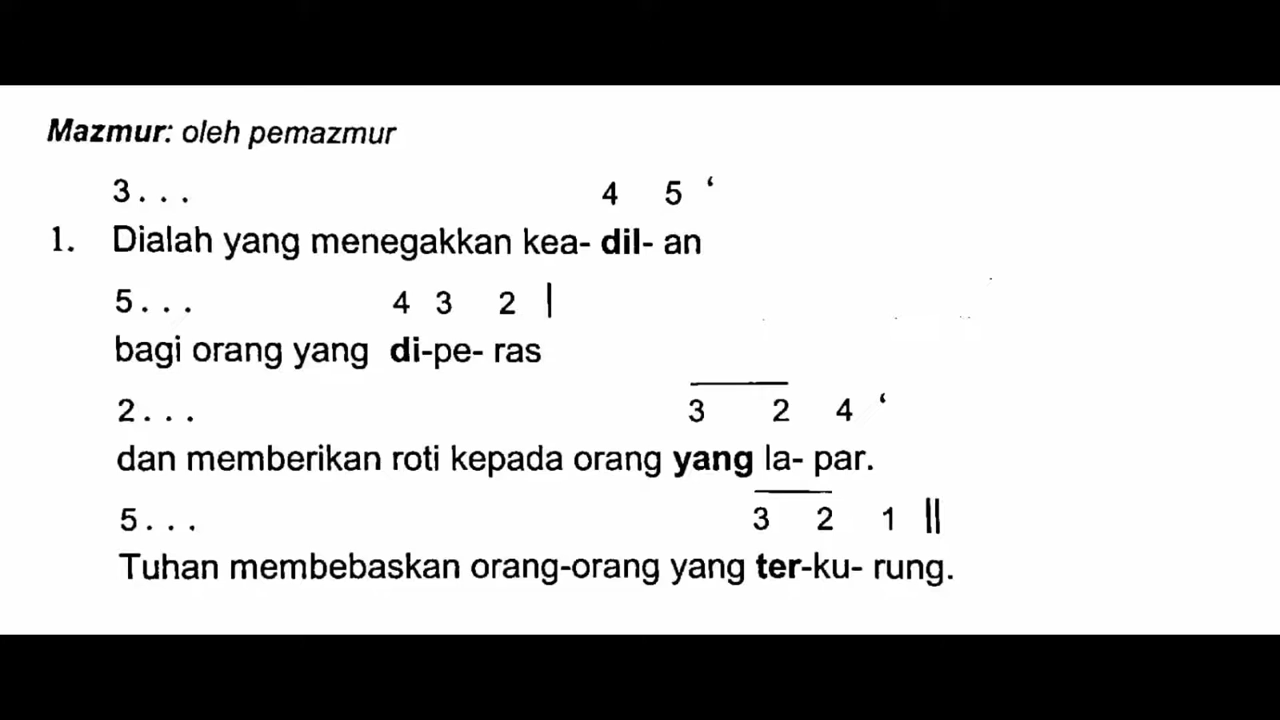 Mazmur: oleh pemazmur
3 . . . 4 5 ‘
1. Dialah yang menegakkan kea- dil- an
5 . . . 4 3 2 |
bagi orang yang di-pe- ras
2 . . . 3 2 4 ‘
dan memberikan roti kepada orang yang la- par.
5 . . . 3 2 1 ||
Tuhan membebaskan orang-orang yang ter-ku- rung.